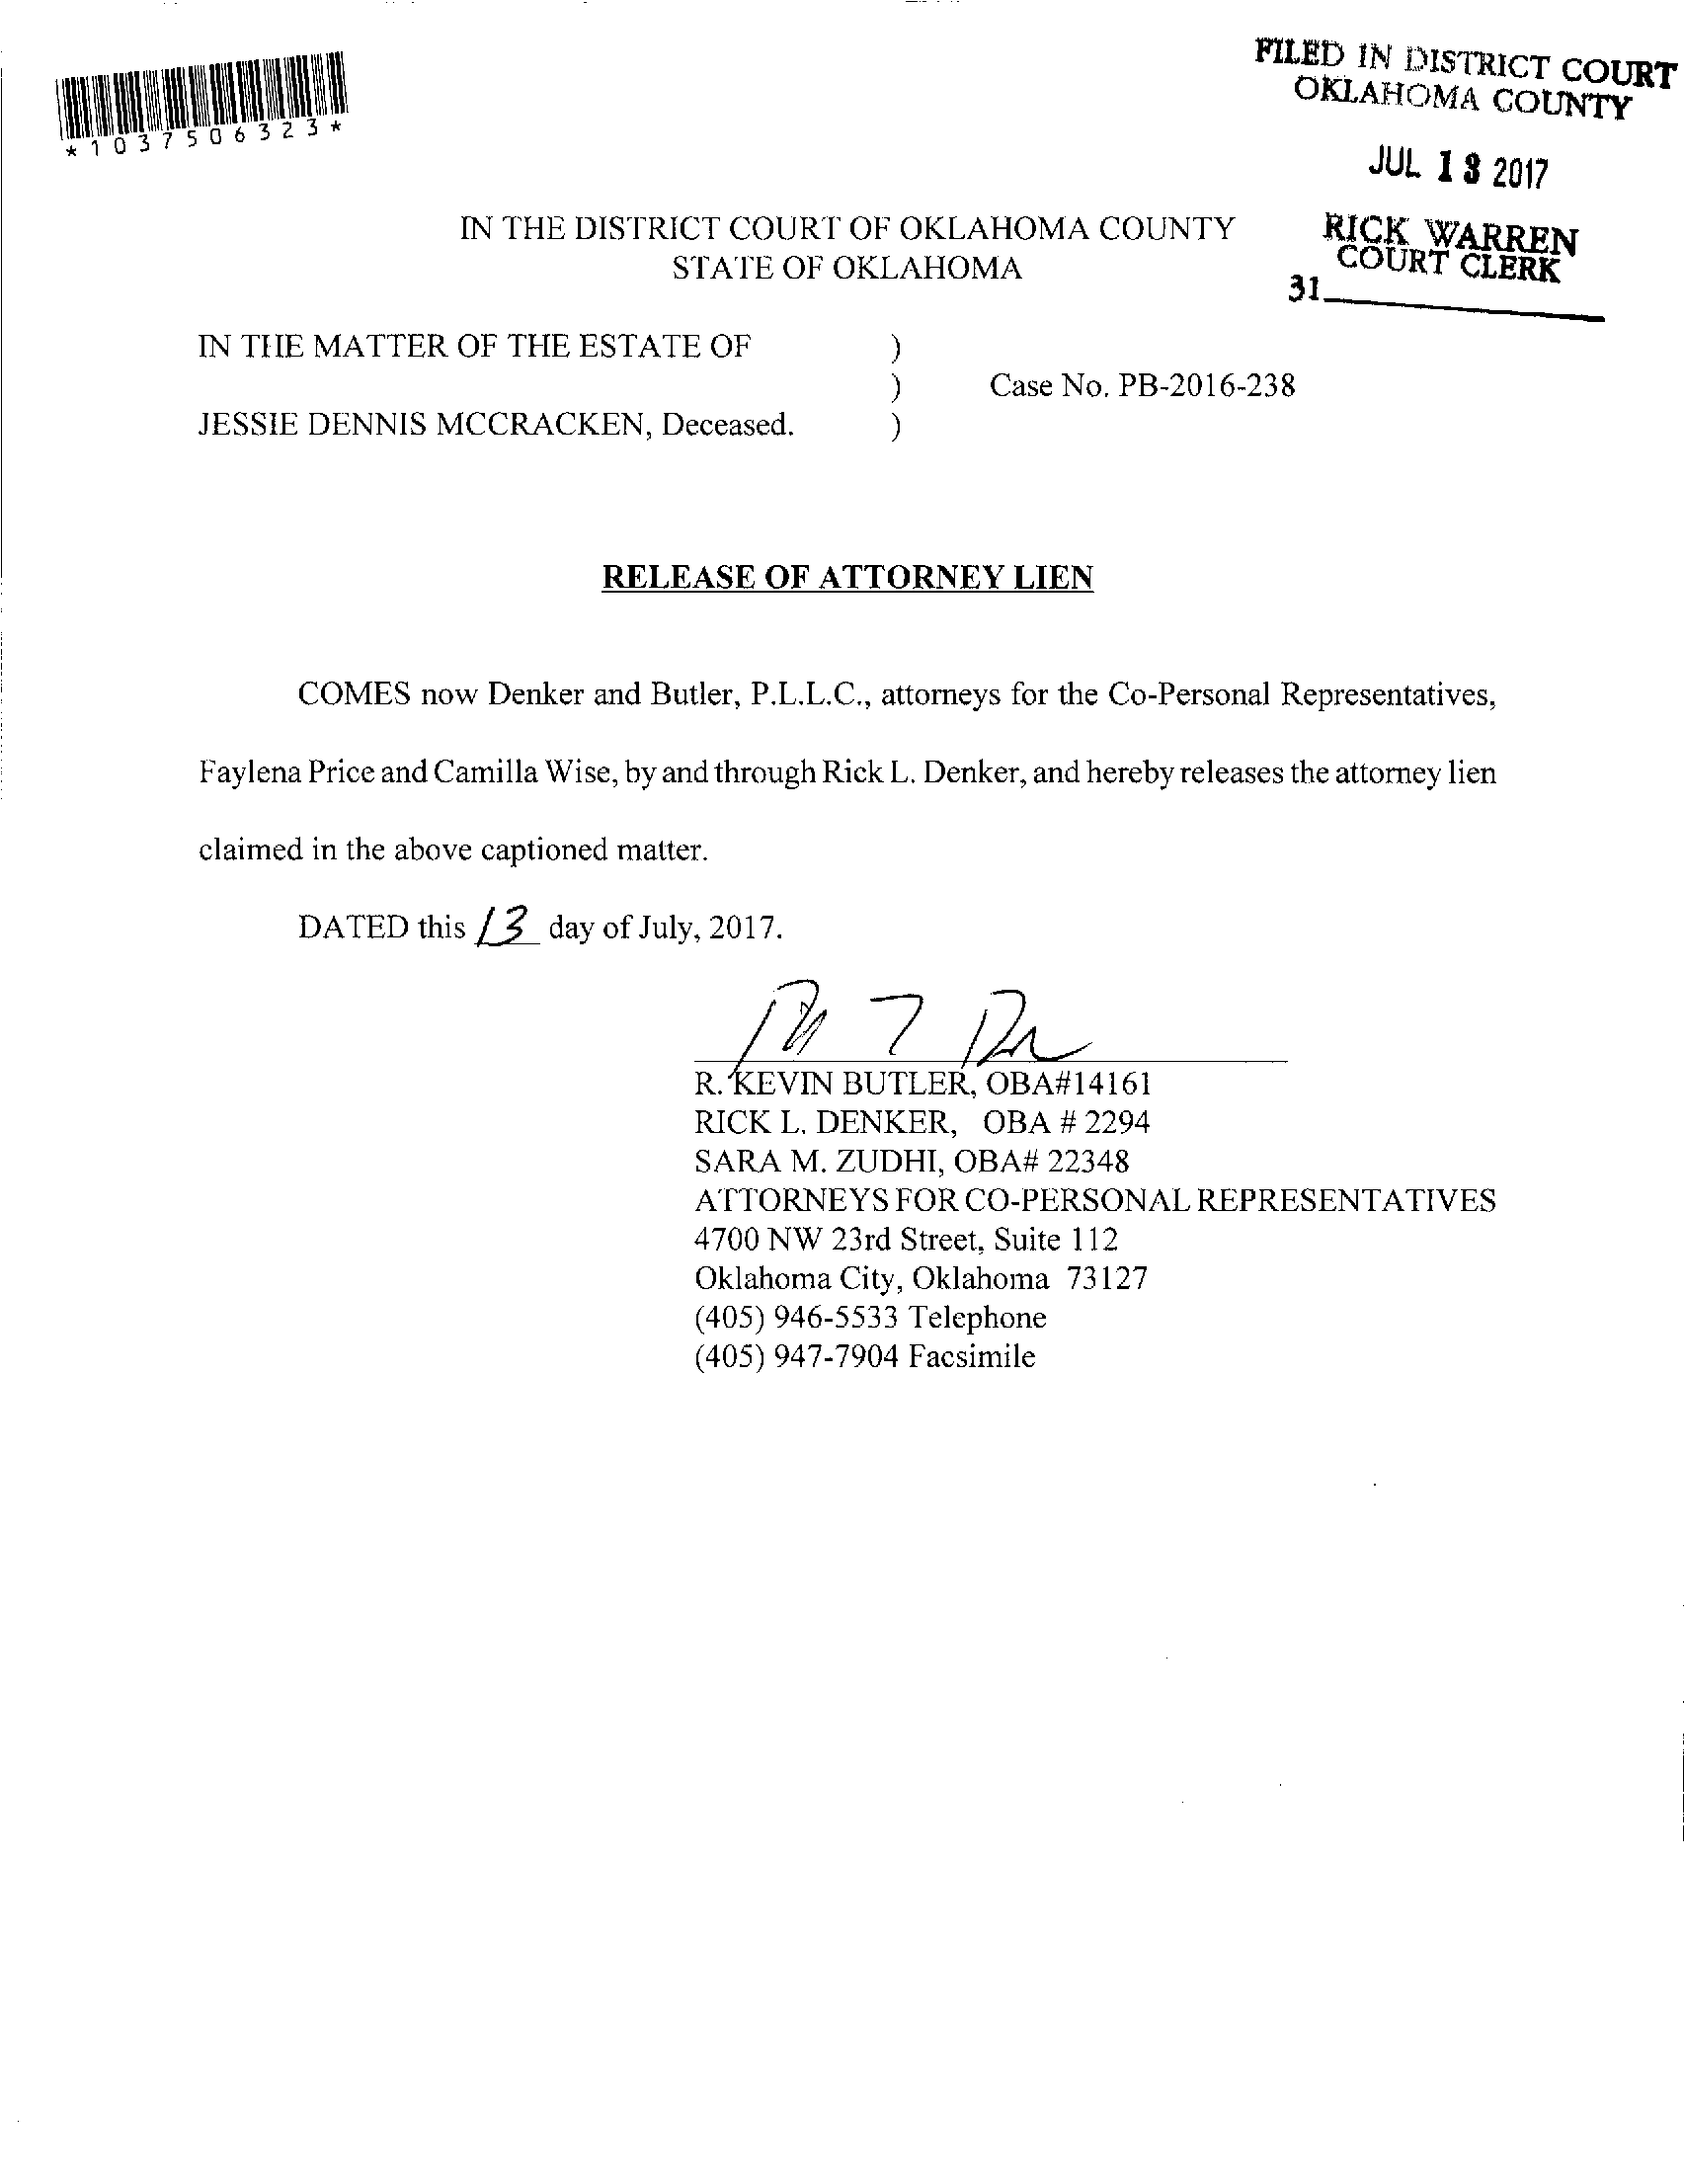 *1037506323*
FILED IN DISTRICT COURT
OKLAHOMA COUNTY
JUL 13 2017
RICK WARREN
COURT CLERK
31
IN THE DISTRICT COURT OF OKLAHOMA COUNTY
STATE OF OKLAHOMA
IN THE MATTER OF THE ESTATE OF )
) Case No. PB-2016-238
JESSIE DENNIS MCCRACKEN, Deceased. )
RELEASE OF ATTORNEY LIEN
COMES now Denker and Butler, P.L.L.C., attorneys for the Co-Personal Representatives,
Faylena Price and Camilla Wise, by and through Rick L. Denker, and hereby releases the attorney lien
claimed in the above captioned matter.
DATED this 13 day of July, 2017.
R. KEVIN BUTLER, OBA#14161
RICK L. DENKER, OBA # 2294
SARA M. ZUDHI, OBA# 22348
ATTORNEYS FOR CO-PERSONAL REPRESENTATIVES
4700 NW 23rd Street, Suite 112
Oklahoma City, Oklahoma 73127
(405) 946-5533 Telephone
(405) 947-7904 Facsimile